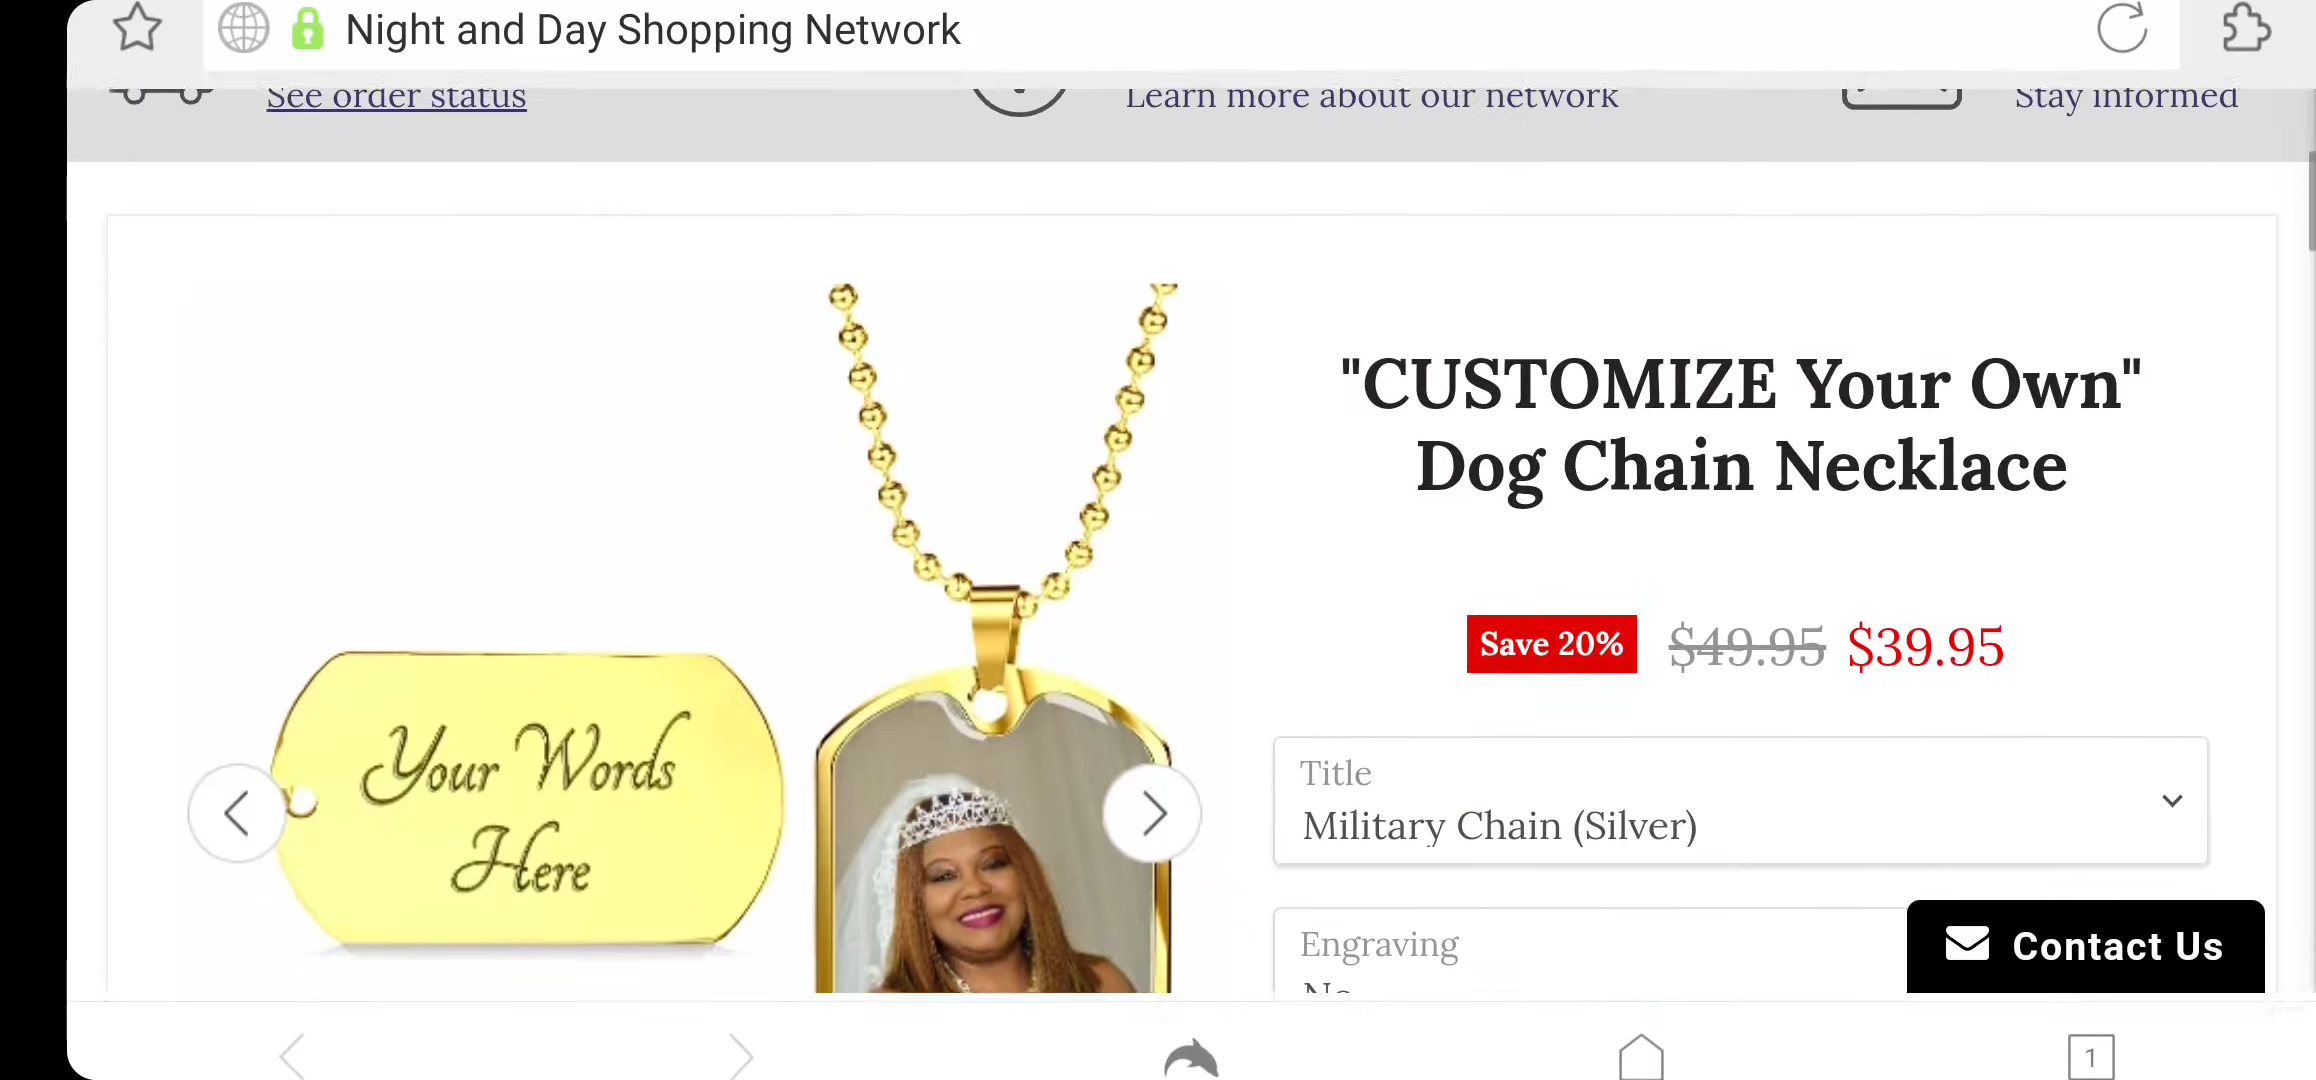 Night and Day Shopping Network
See order status
Learn more about our network
Stay informed
"CUSTOMIZE Your Own"
Dog Chain Necklace
Save 20% $49.95 $39.95
Your Words
Here
Title
Military Chain (Silver)
Engraving
No
Contact Us
1